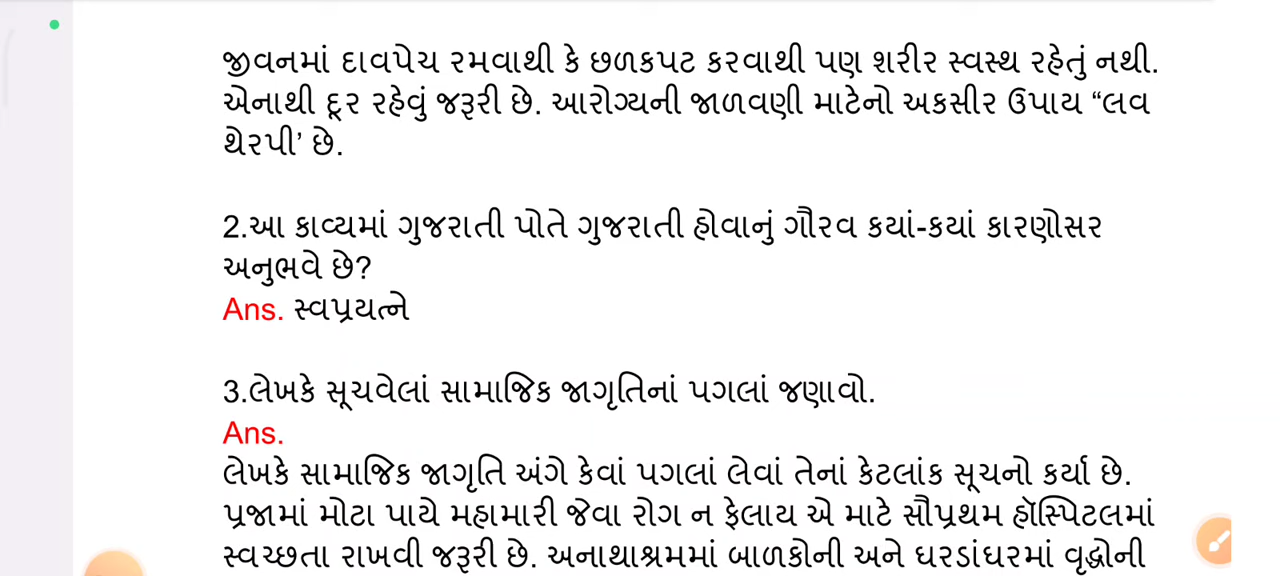 જીવનમાં દાવપેચ રમવાથી કે છળકપટ કરવાથી પણ શરીર સ્વસ્થ રહેતું નથી.
એનાથી દૂર રહેવું જરૂરી છે. આરોગ્યની જાળવણી માટેનો અકસીર ઉપાય “લવ
થેરપી’ છે.
2.આ કાવ્યમાં ગુજરાતી પોતે ગુજરાતી હોવાનું ગૌરવ કયાં-કયાં કારણોસર
અનુભવે છે?
Ans. સ્વપ્રયત્ને
3.લેખકે સૂચવેલાં સામાજિક જાગૃતિનાં પગલાં જણાવો.
Ans.
લેખકે સામાજિક જાગૃતિ અંગે કેવાં પગલાં લેવાં તેનાં કેટલાંક સૂચનો કર્યા છે.
પ્રજામાં મોટા પાયે મહામારી જેવા રોગ ન ફેલાય એ માટે સૌપ્રથમ હૉસ્પિટલમાં
સ્વચ્છતા રાખવી જરૂરી છે. અનાથાશ્રમમાં બાળકોની અને ઘરડાંઘરમાં વૃદ્ધોની